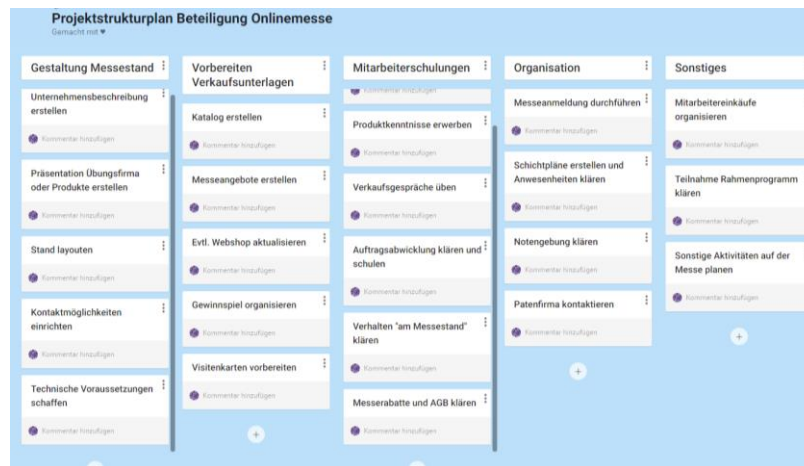 Projektstrukturplan Beteiligung Onlinemesse
Gemacht mit ♥
Gestaltung Messestand
Unternehmensbeschreibung
erstellen
Kommentar hinzufügen
Präsentation Übungsfirma
oder Produkte erstellen
Kommentar hinzufügen
Stand layouten
Kommentar hinzufügen
Kontaktmöglichkeiten
einrichten
Kommentar hinzufügen
Technische Voraussetzungen
schaffen
Kommentar hinzufügen
Vorbereiten
Verkaufsunterlagen
Katalog erstellen
Kommentar hinzufügen
Messeangebote erstellen
Kommentar hinzufügen
Evtl. Webshop aktualisieren
Kommentar hinzufügen
Gewinnspiel organisieren
Kommentar hinzufügen
Visitenkarten vorbereiten
Kommentar hinzufügen
Mitarbeiterschulungen
Kommentar hinzufügen
Produktkenntnisse erwerben
Kommentar hinzufügen
Verkaufsgespräche üben
Kommentar hinzufügen
Auftragsabwicklung klären und
schulen
Kommentar hinzufügen
Verhalten "am Messestand"
klären
Kommentar hinzufügen
Messerabatte und AGB klären
Kommentar hinzufügen
Organisation
Messeanmeldung durchführen
Kommentar hinzufügen
Schichtpläne erstellen und
Anwesenheiten klären
Kommentar hinzufügen
Notengebung klären
Kommentar hinzufügen
Patenfirma kontaktieren
Kommentar hinzufügen
Sonstiges
Mitarbeitereinkäufe
organisieren
Kommentar hinzufügen
Teilnahme Rahmenprogramm
klären
Kommentar hinzufügen
Sonstige Aktivitäten auf der
Messe planen
Kommentar hinzufügen